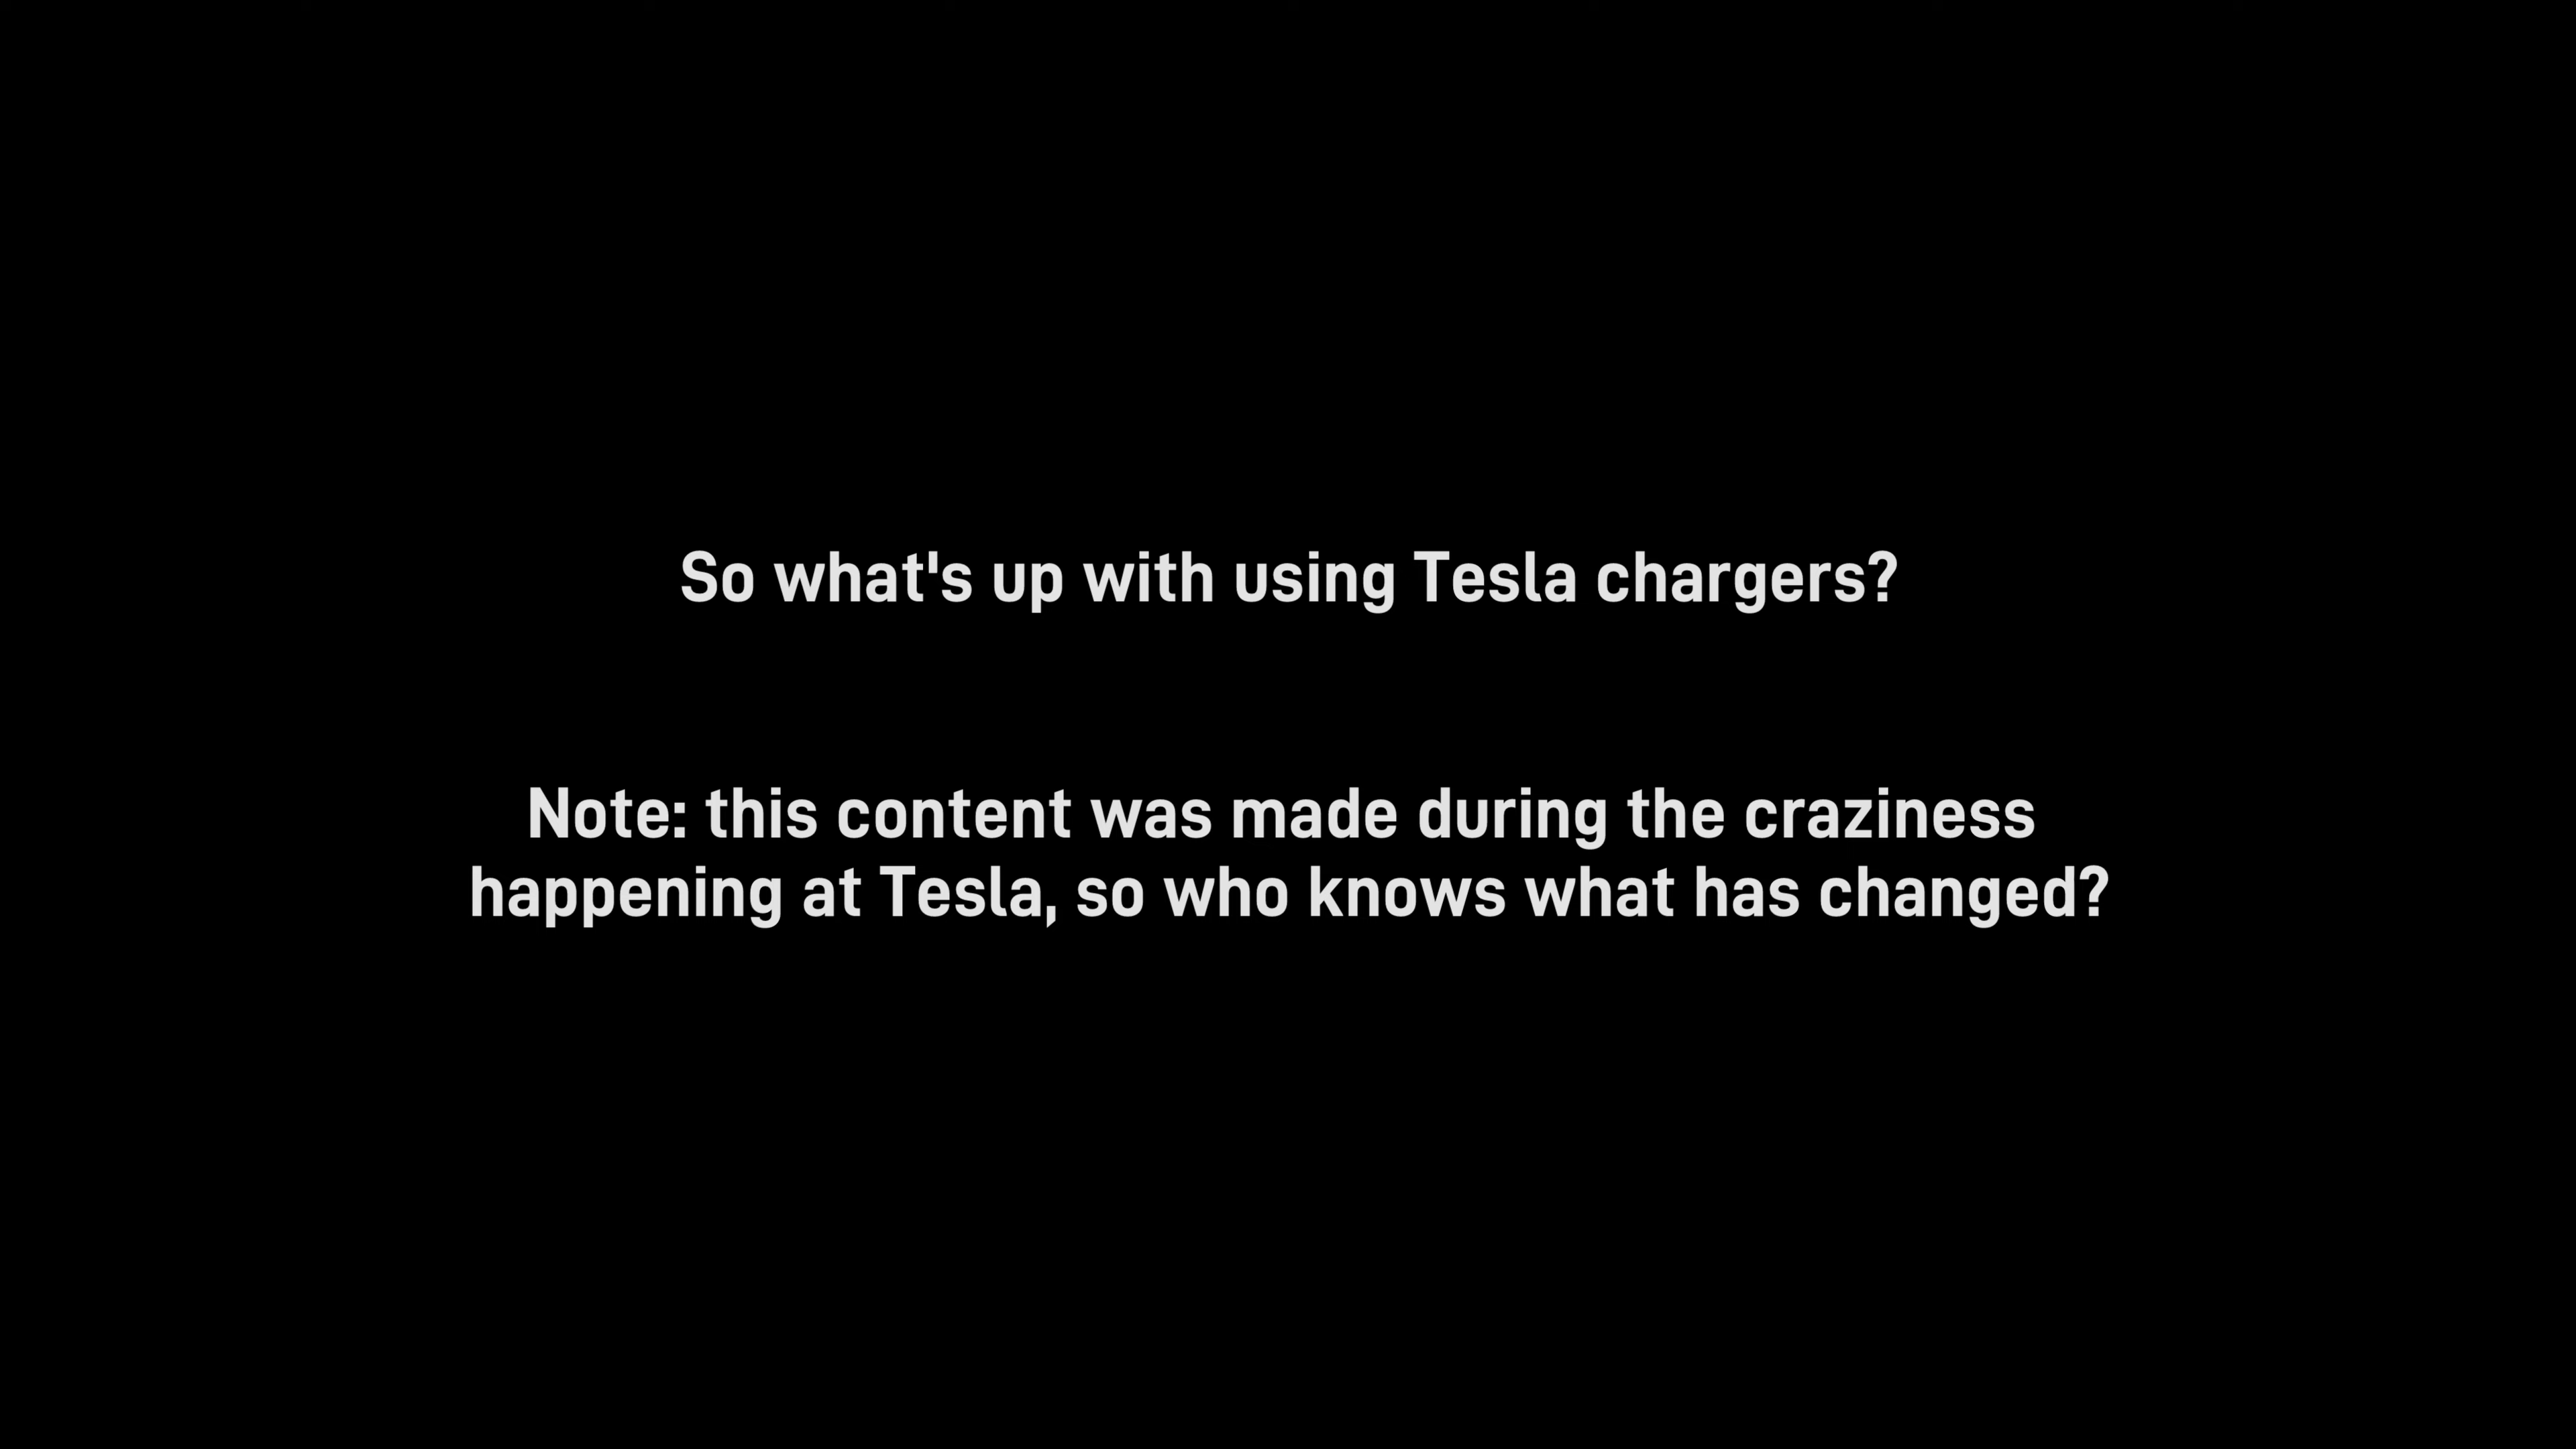 So what's up with using Tesla chargers?
Note: this content was made during the craziness
happening at Tesla, so who knows what has changed?